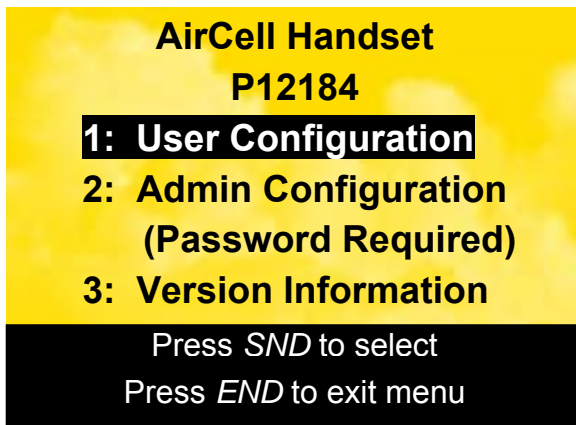 AirCell Handset
P12184
1: User Configuration
2: Admin Configuration
(Password Required)
3: Version Information
Press SND to select
Press END to exit menu